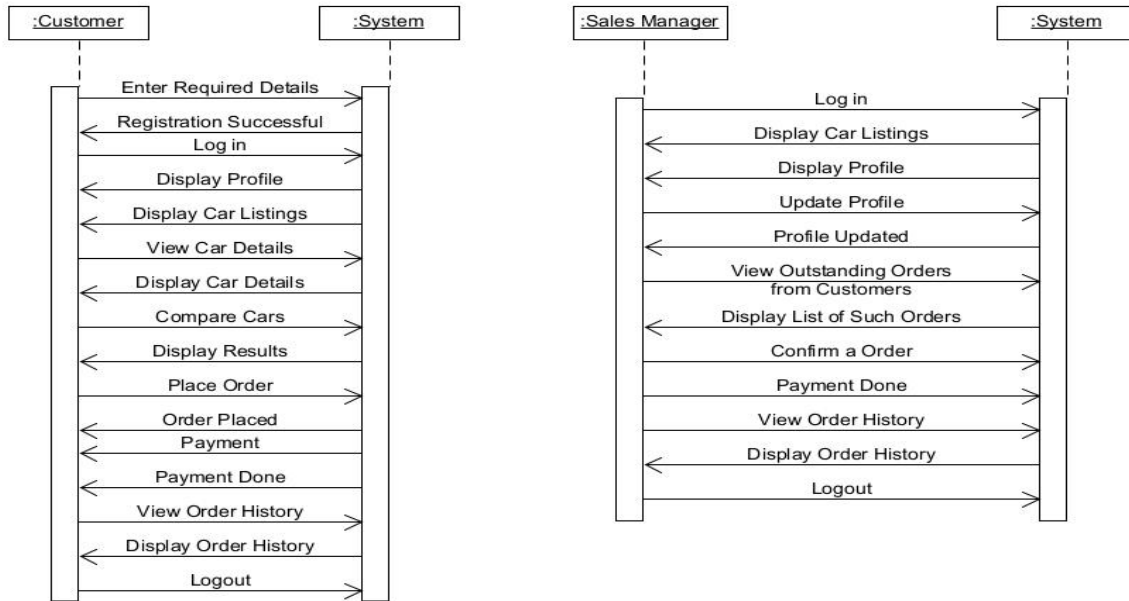 :Customer
:System
Enter Required Details
Registration Successful
Log in
Display Profile
Display Car Listings
View Car Details
Display Car Details
Compare Cars
Display Results
Place Order
Order Placed
Payment
Payment Done
View Order History
Display Order History
Logout
:Sales Manager
:System
Log in
Display Car Listings
Display Profile
Update Profile
Profile Updated
View Outstanding Orders
from Customers
Display List of Such Orders
Confirm a Order
Payment Done
View Order History
Display Order History
Logout